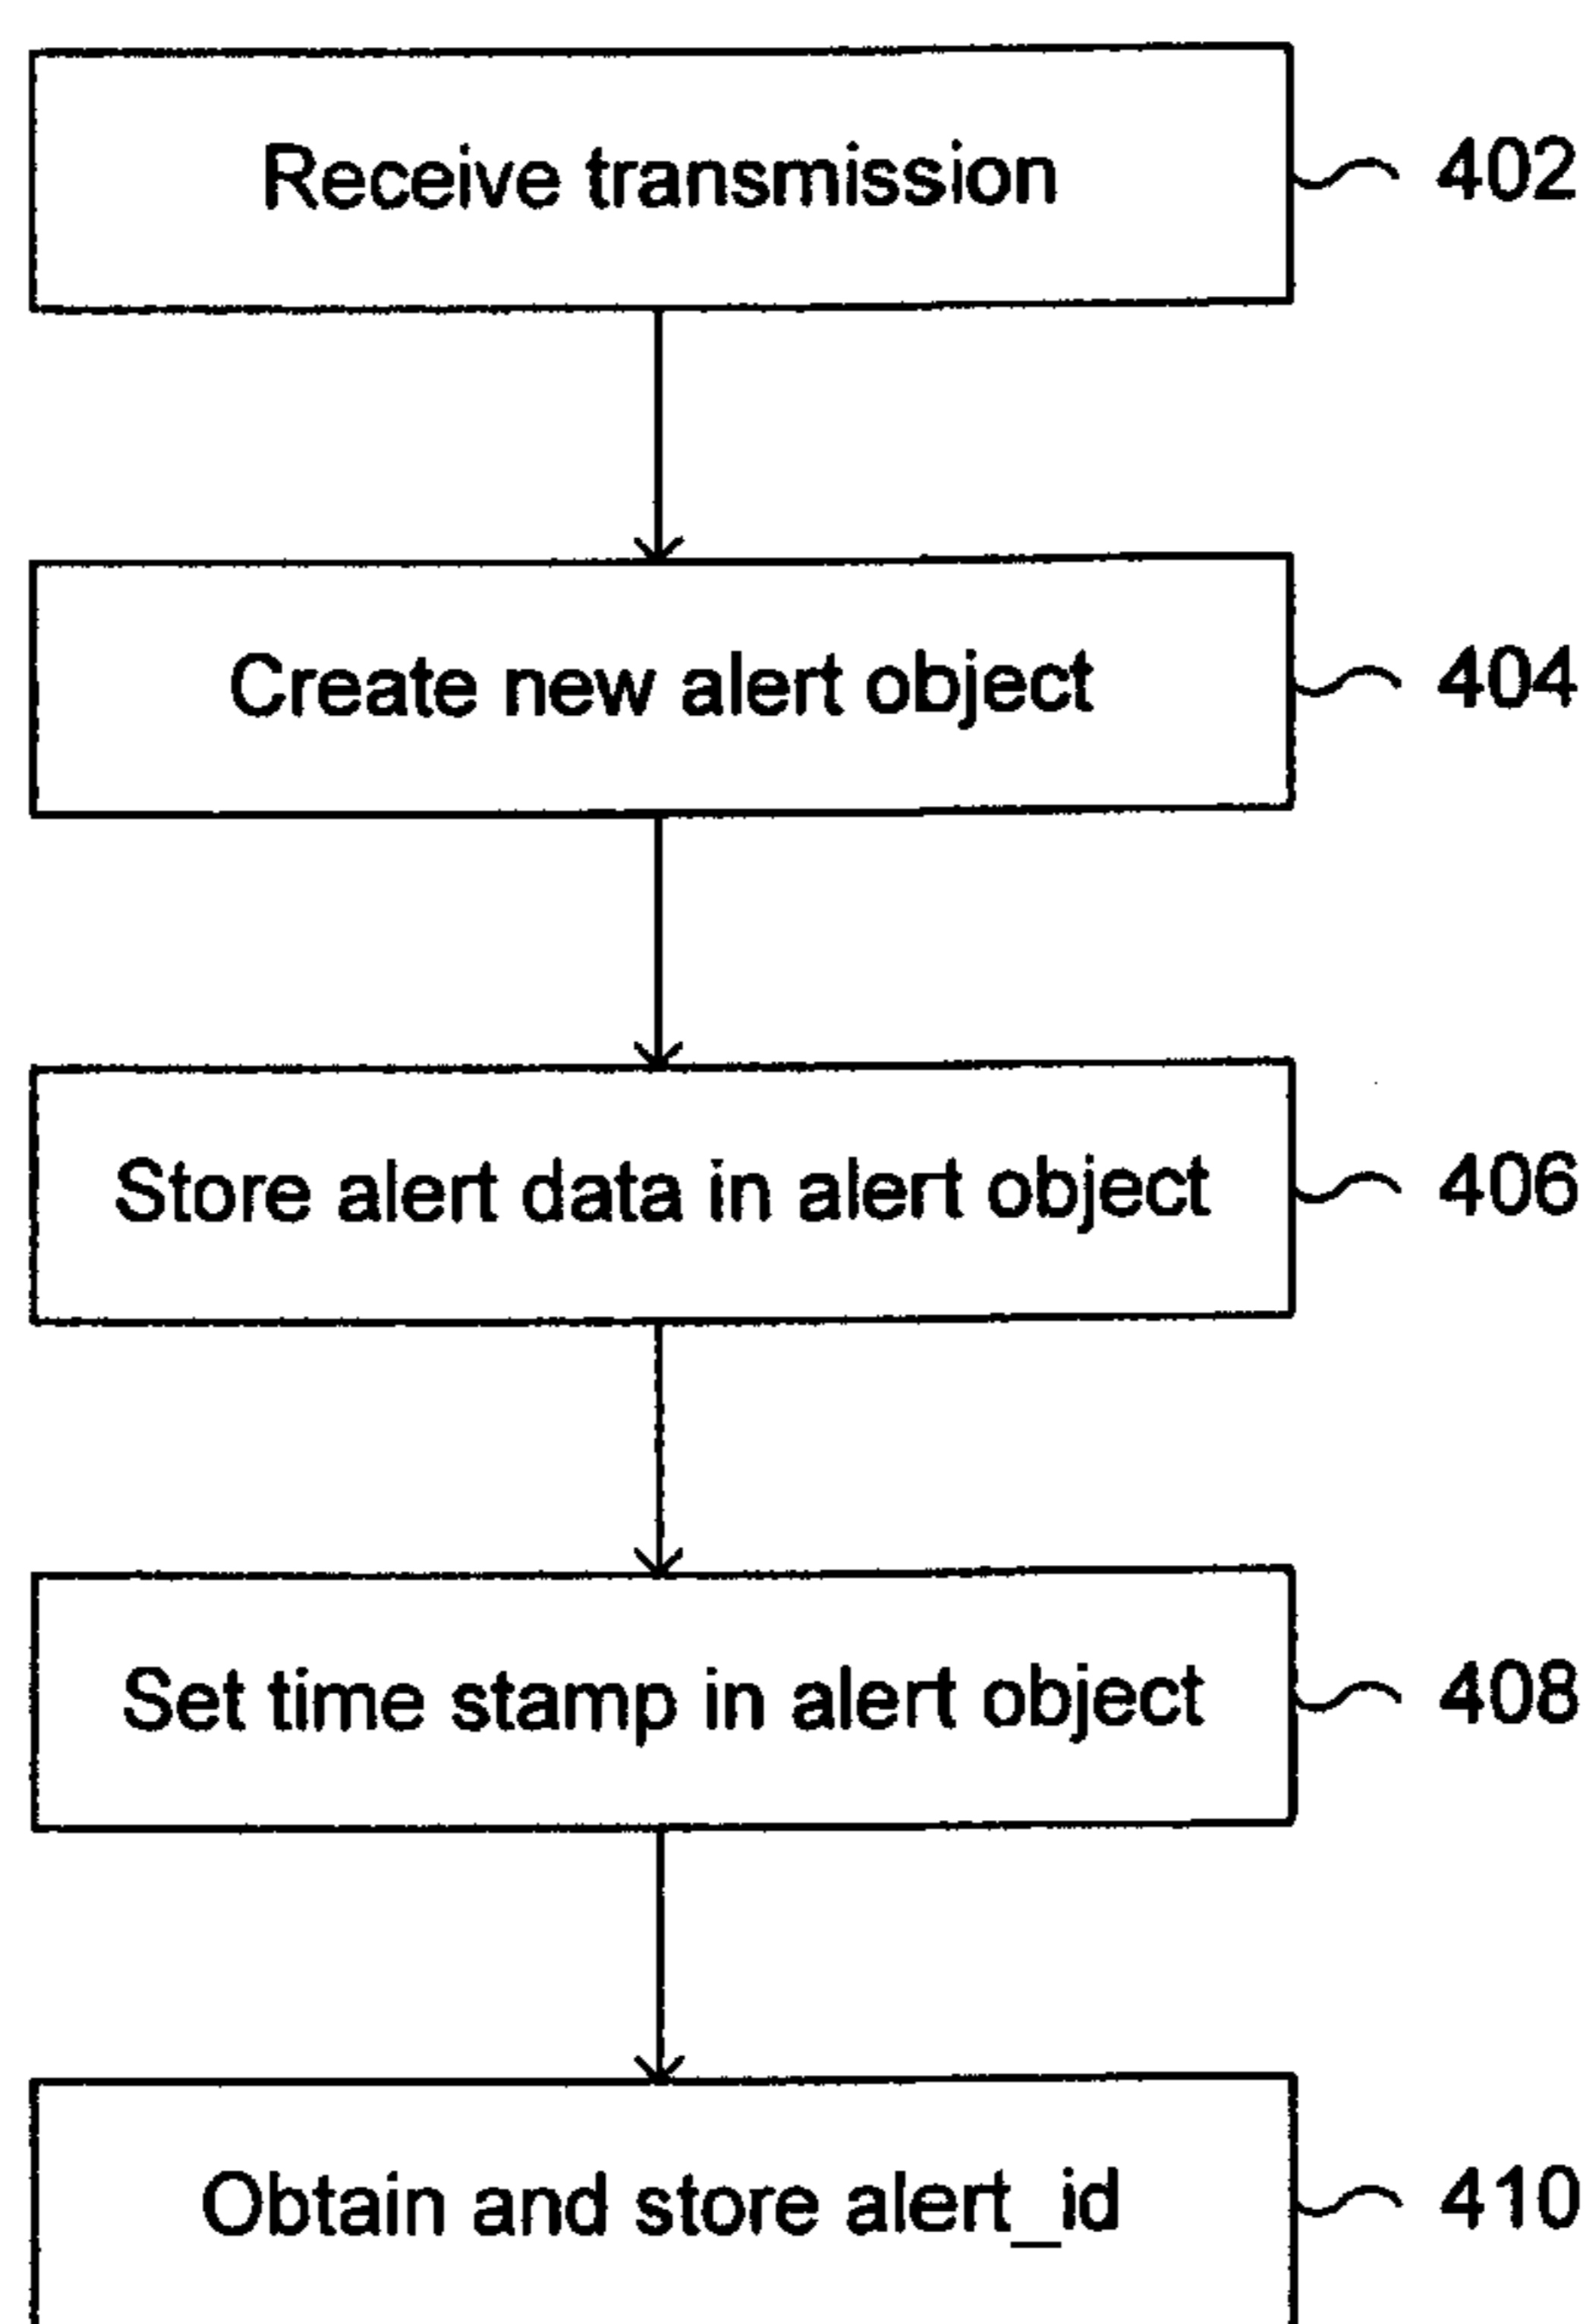 Receive transmission 402
Create new alert object 404
Store alert data in alert object 406
Set time stamp in alert object 408
Obtain and store alert_id 410